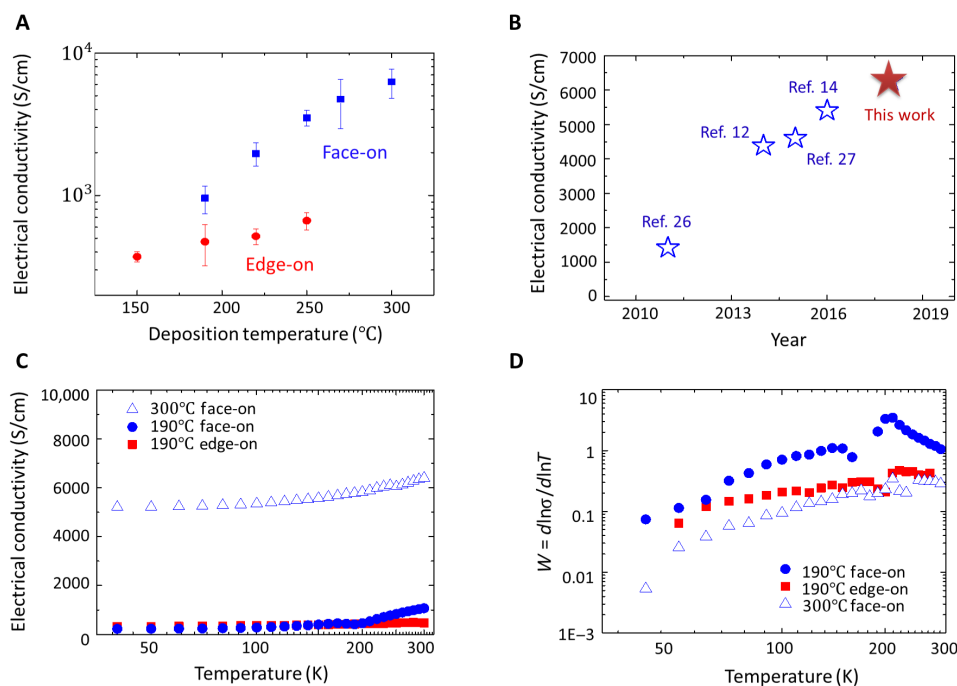 A
Electrical conductivity (S/cm)
10⁴
10³
Face-on
Edge-on
150 200 250 300
Deposition temperature (°C)
B
Electrical conductivity (S/cm)
7000
6000
5000
4000
3000
2000
1000
0
Ref. 14
This work
Ref. 12
Ref. 27
Ref. 26
2010 2013 2016 2019
Year
C
Electrical conductivity (S/cm)
10,000
8000
6000
4000
2000
0
300°C face-on
190°C face-on
190°C edge-on
50 100 200 300
Temperature (K)
D
W = dlnσ/dlnT
10
1
0.1
0.01
1E−3
190°C face-on
190°C edge-on
300°C face-on
50 100 200 300
Temperature (K)